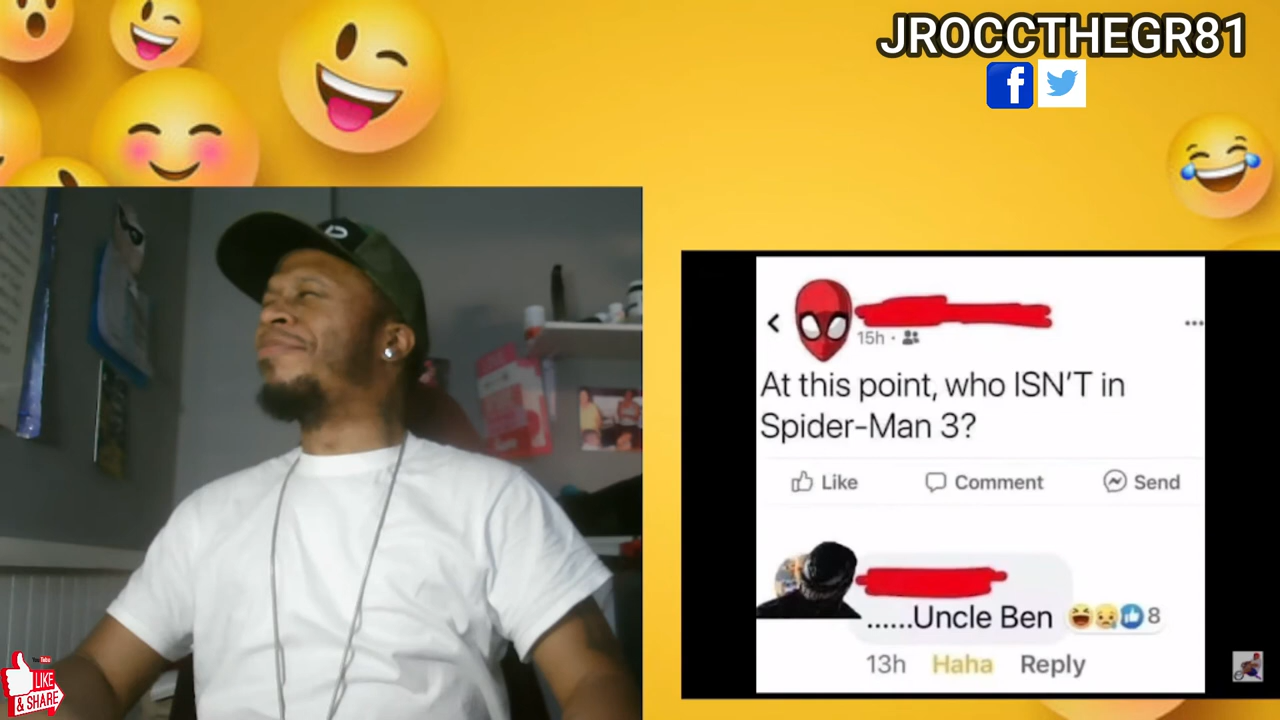 JROCCTHEGR81
15h
At this point, who ISN'T in
Spider-Man 3?
Like
Comment
Send
......Uncle Ben
8
13h
Haha
Reply
YouTube
LIKE
& SHARE